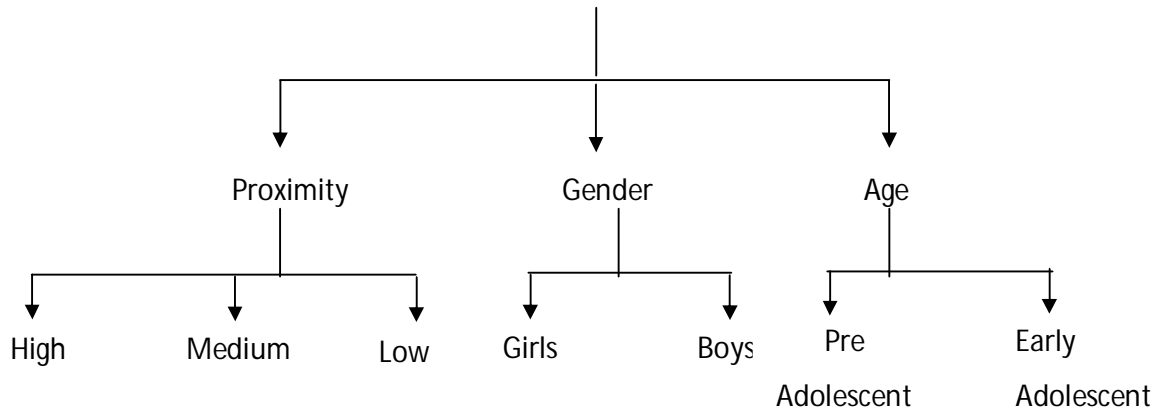 Proximity Gender Age
High Medium Low Girls Boys Pre Early
Adolescent Adolescent